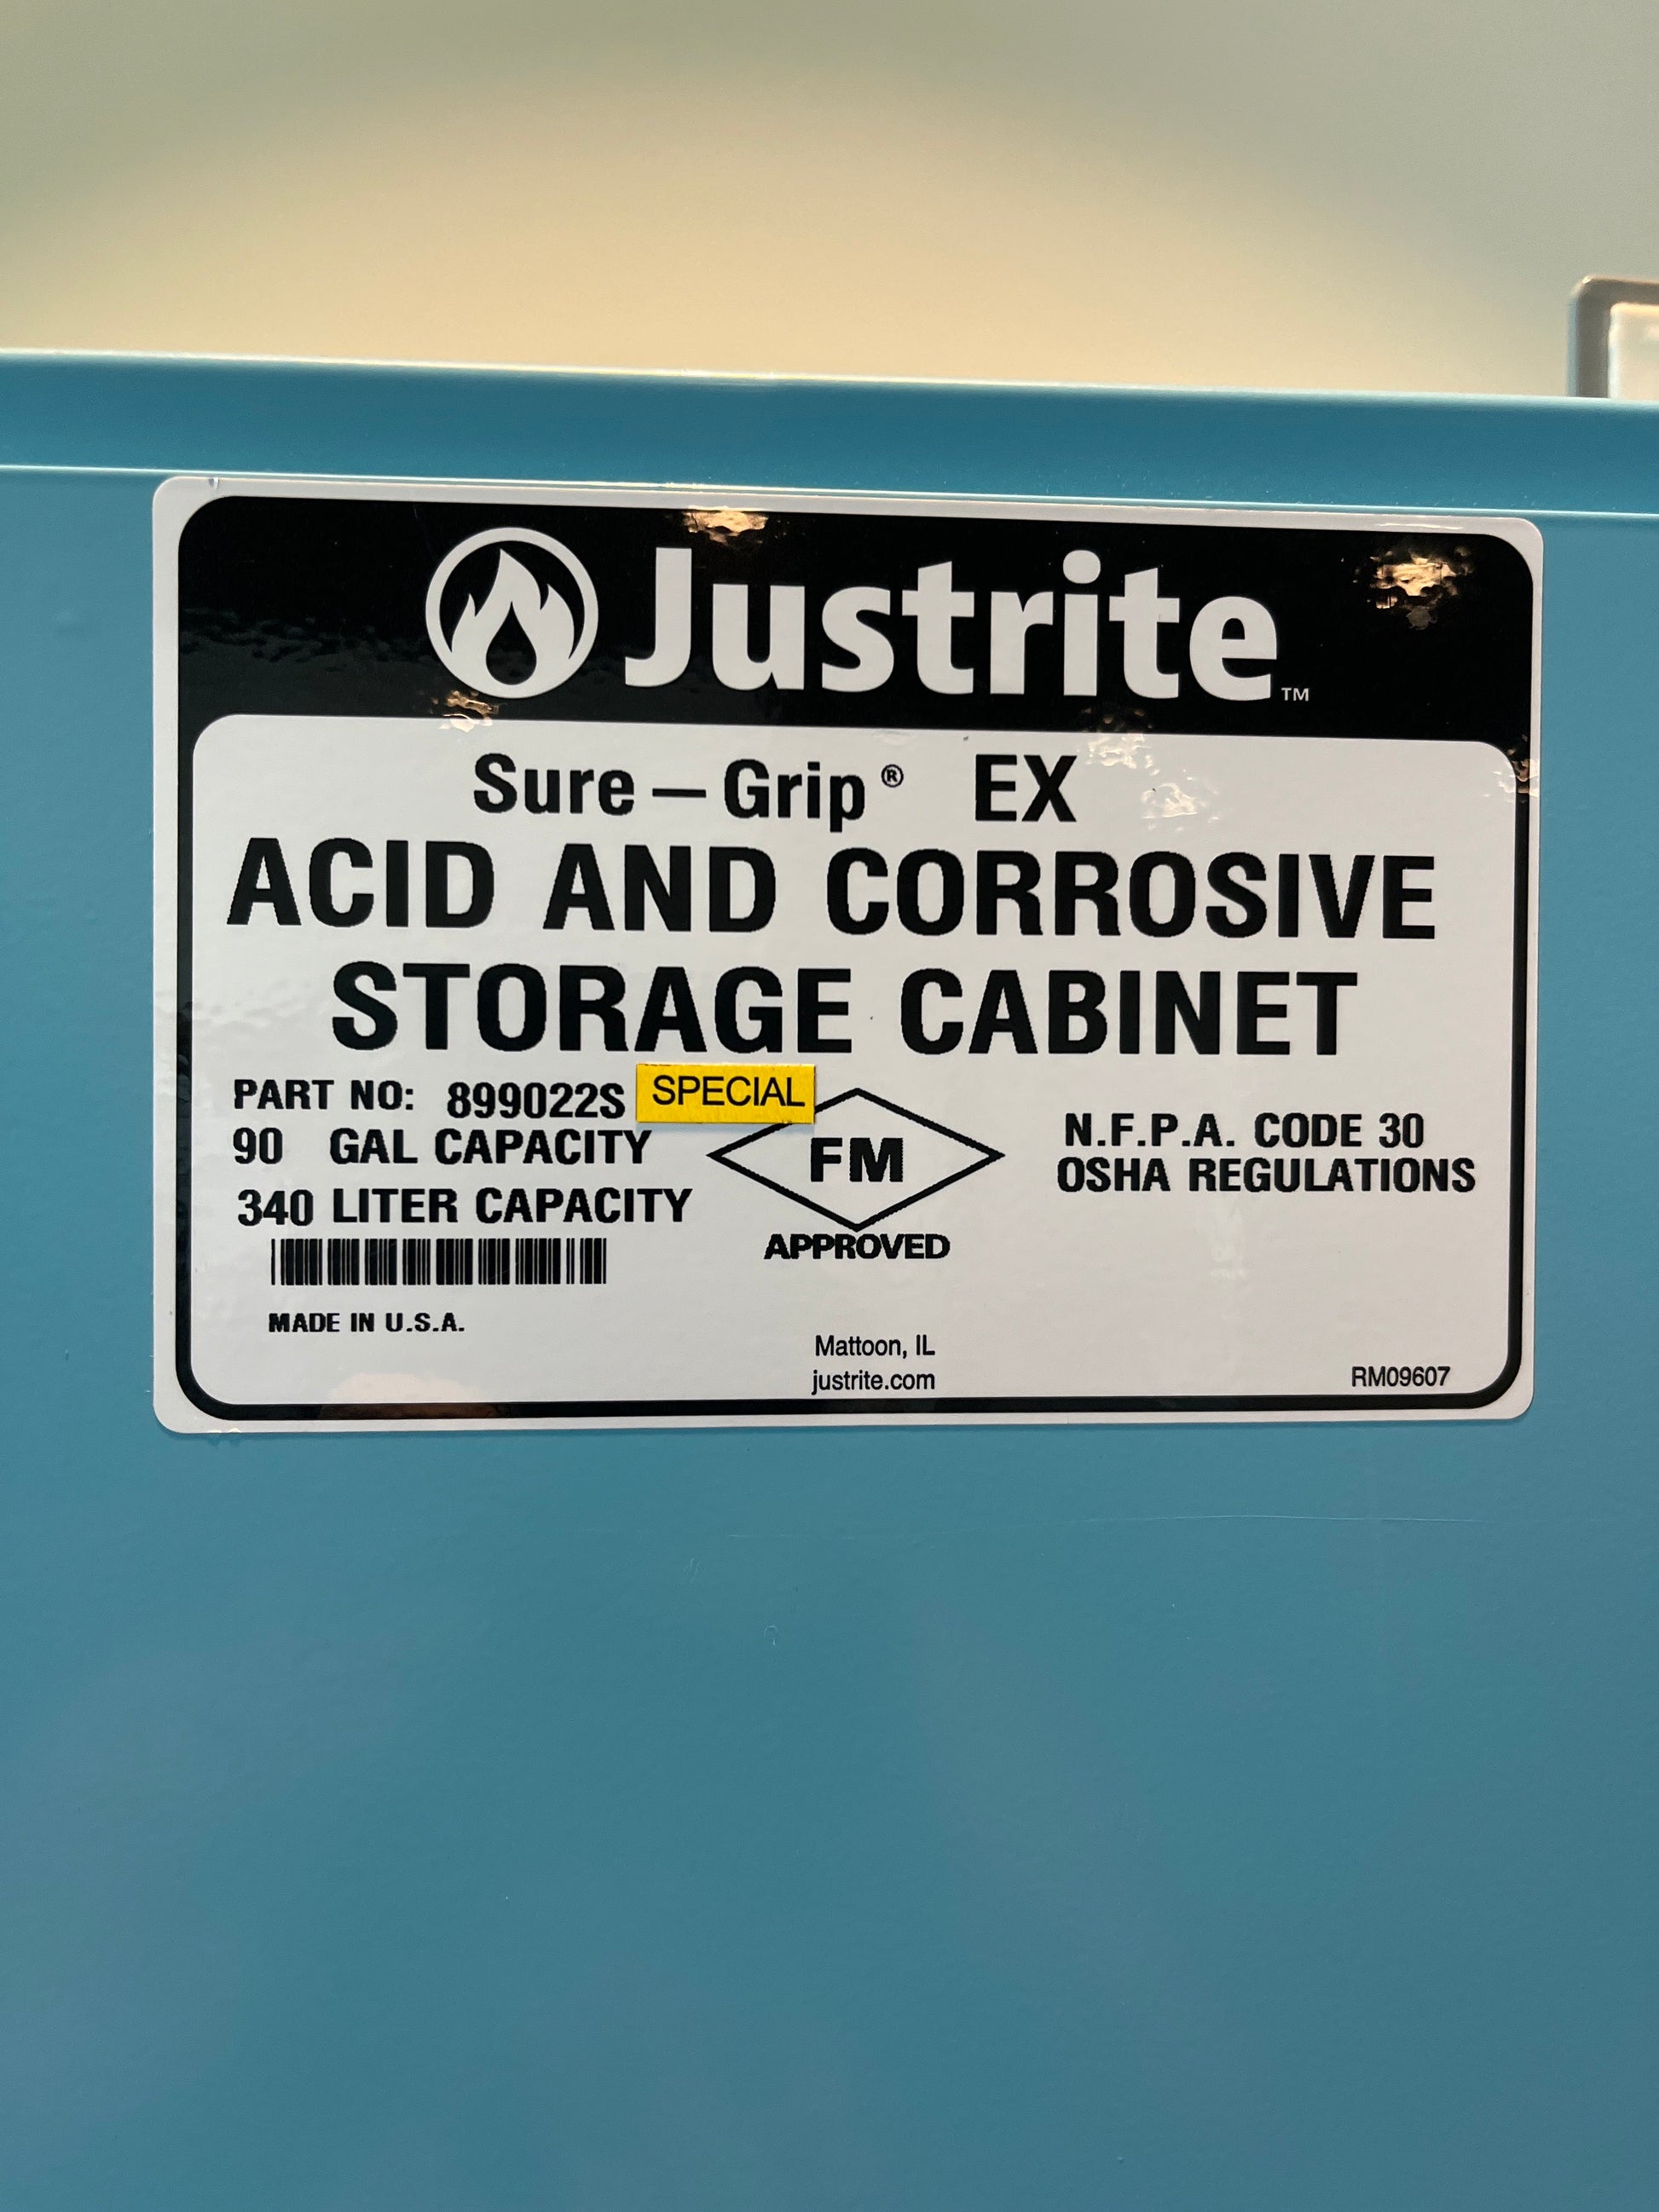 Justrite™
Sure-Grip® EX
ACID AND CORROSIVE
STORAGE CABINET
PART NO: 899022S SPECIAL
90 GAL CAPACITY
340 LITER CAPACITY
FM
APPROVED
N.F.P.A. CODE 30
OSHA REGULATIONS
MADE IN U.S.A.
Mattoon, IL
justrite.com
RM09607